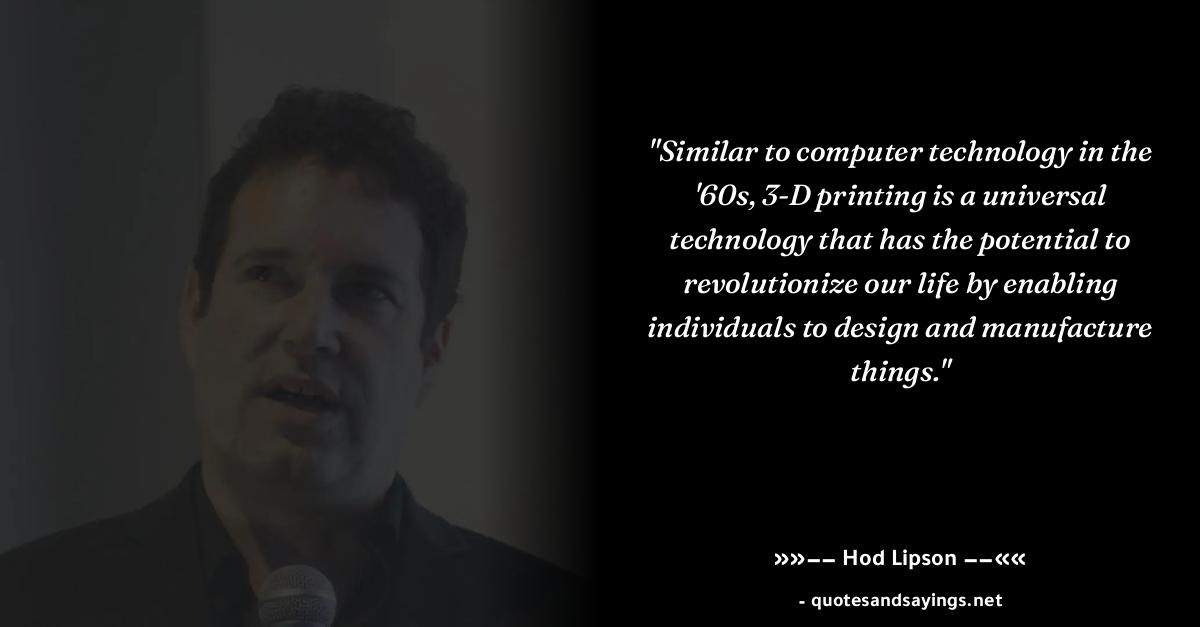 "Similar to computer technology in the
'60s, 3-D printing is a universal
technology that has the potential to
revolutionize our life by enabling
individuals to design and manufacture
things."
»»−− Hod Lipson −−««
- quotesandsayings.net